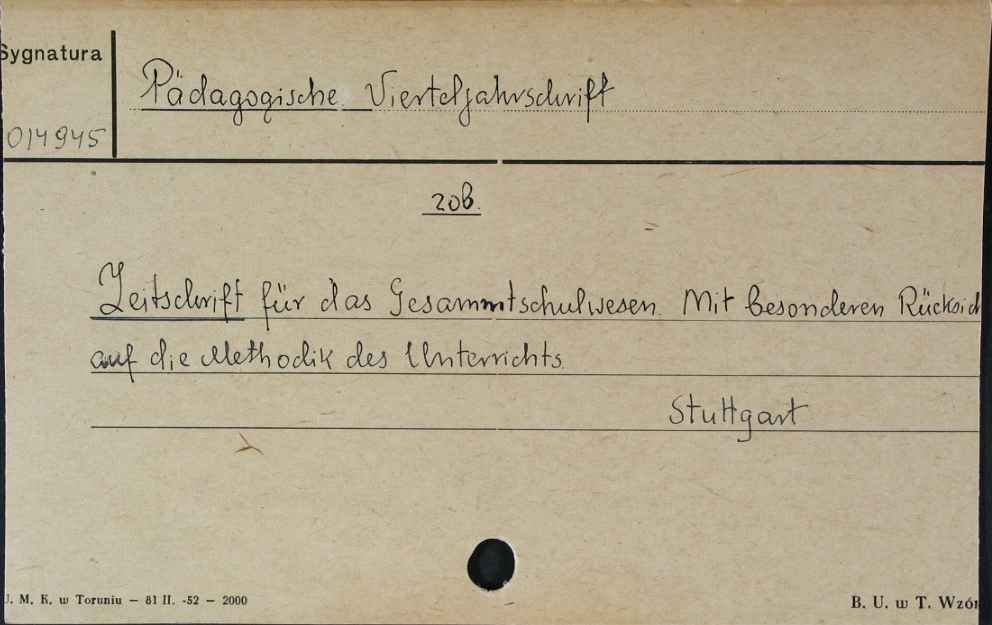 Sygnatura
Pädagogische Vierteljahrschrift
014945
zob.
Zeitschrift für das Gesammtschulwesen. Mit besonderen Rücksich
auf die Methodik des Unterrichts.
Stuttgart
U. M. K. w Toruniu — 81 II. -52 — 2000
B. U. w T. Wzór